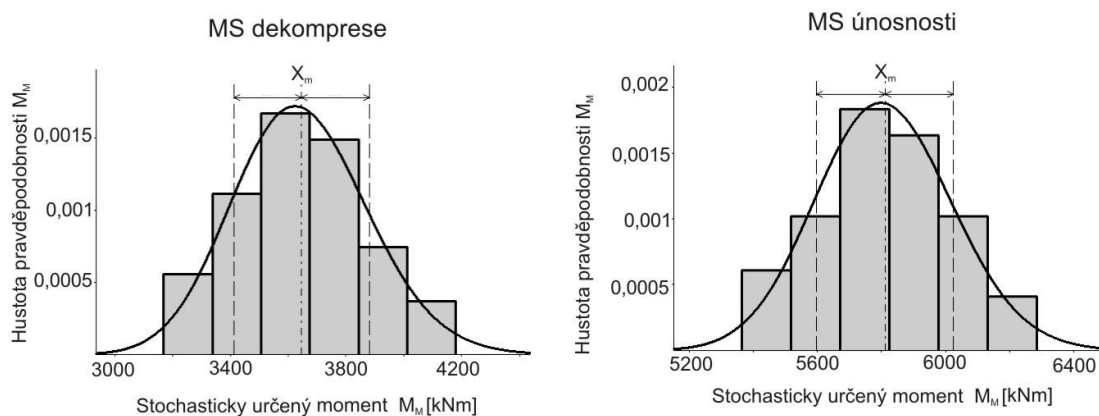 MS dekomprese
Hustota pravděpodobnosti M_M
X_m
0,0015
0,001
0,0005
3000 3400 3800 4200
Stochasticky určený moment M_M [kNm]
MS únosnosti
Hustota pravděpodobnosti M_M
X_m
0,002
0,0015
0,001
0,0005
5200 5600 6000 6400
Stochasticky určený moment M_M [kNm]